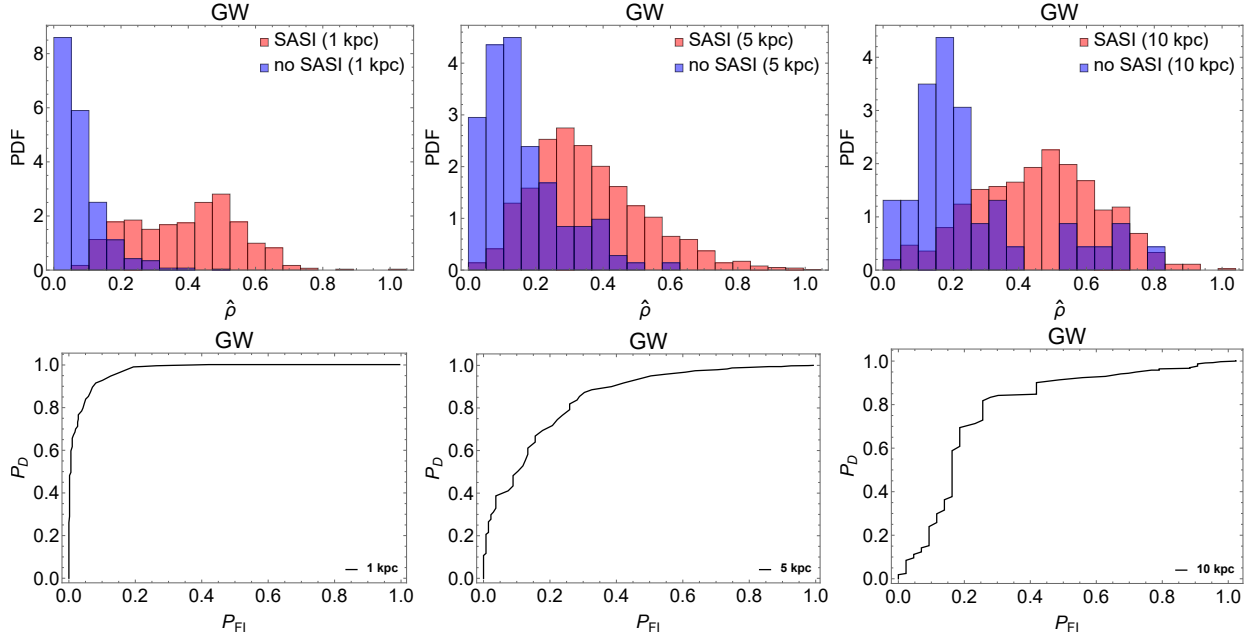 GW
SASI (1 kpc)
no SASI (1 kpc)
PDF
8
6
4
2
0
0.0 0.2 0.4 0.6 0.8 1.0
ρ̂
GW
SASI (5 kpc)
no SASI (5 kpc)
PDF
4
3
2
1
0
0.0 0.2 0.4 0.6 0.8 1.0
ρ̂
GW
SASI (10 kpc)
no SASI (10 kpc)
PDF
4
3
2
1
0
0.0 0.2 0.4 0.6 0.8 1.0
ρ̂
GW
P_D
1.0
0.8
0.6
0.4
0.2
0.0
1 kpc
0.0 0.2 0.4 0.6 0.8 1.0
P_FI
GW
P_D
1.0
0.8
0.6
0.4
0.2
0.0
5 kpc
0.0 0.2 0.4 0.6 0.8 1.0
P_FI
GW
P_D
1.0
0.8
0.6
0.4
0.2
0.0
10 kpc
0.0 0.2 0.4 0.6 0.8 1.0
P_FI